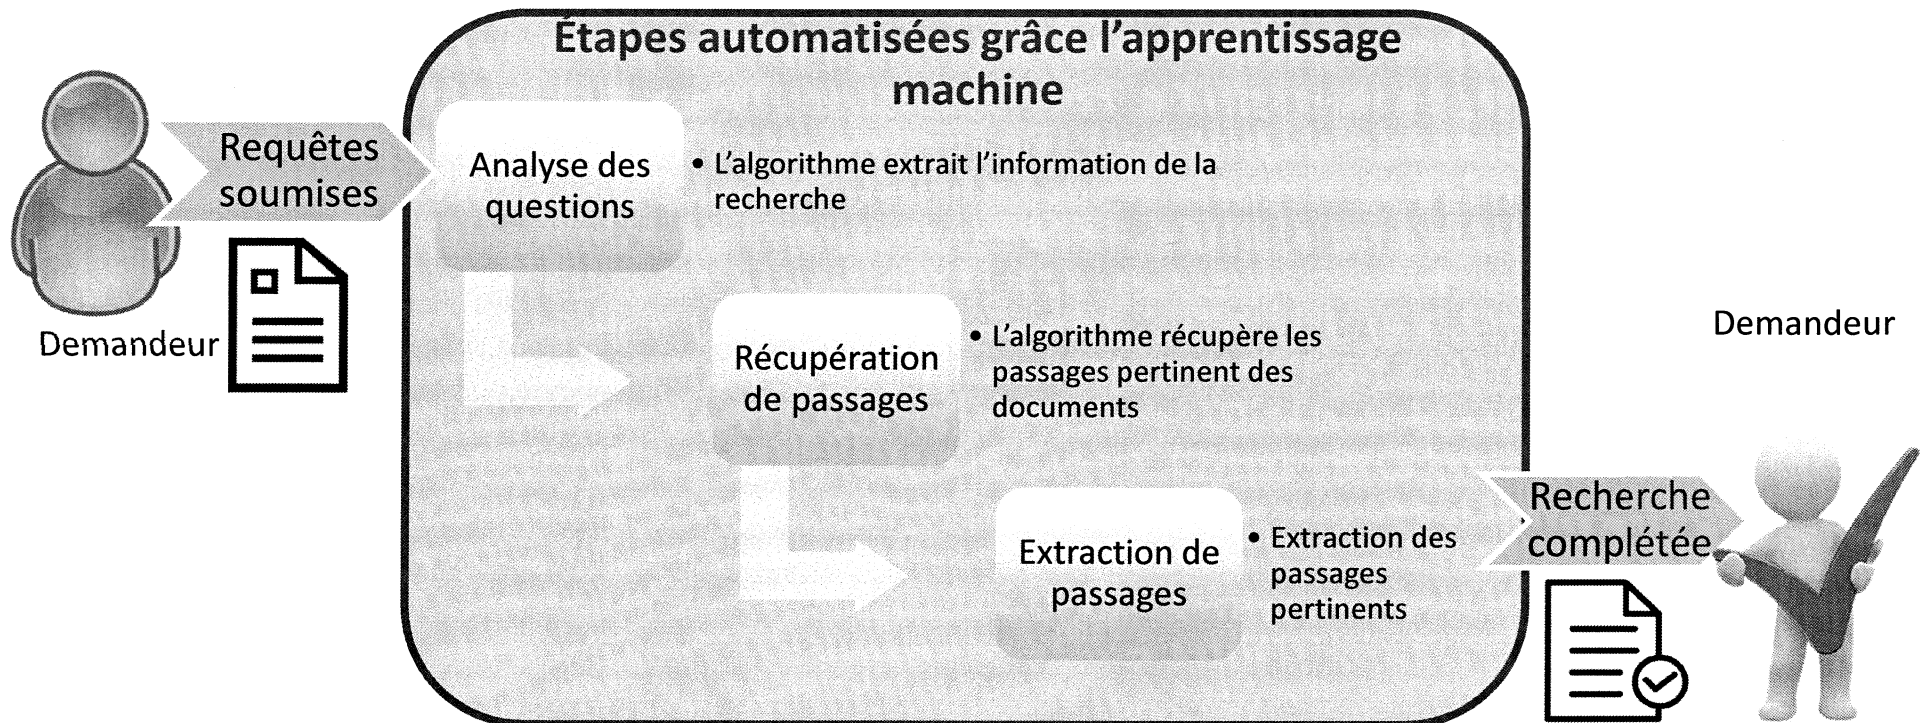 Étapes automatisées grâce l'apprentissage
machine
Requêtes
soumises
Demandeur
Analyse des
questions
• L'algorithme extrait l'information de la
recherche
Récupération
de passages
• L'algorithme récupère les
passages pertinent des
documents
Extraction de
passages
• Extraction des
passages
pertinents
Recherche
complétée
Demandeur